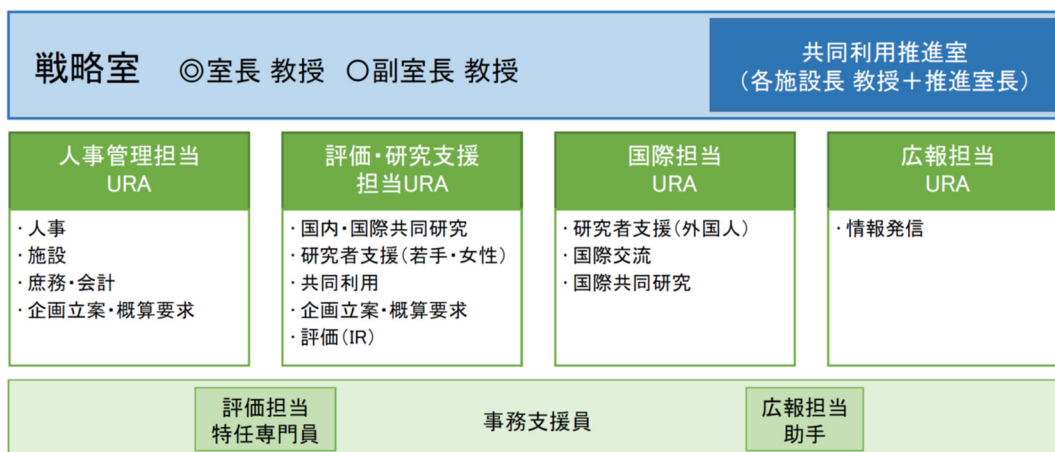 戦略室 ◎室長 教授 〇副室長 教授
共同利用推進室
（各施設長 教授＋推進室長）
人事管理担当
URA
・人事
・施設
・庶務・会計
・企画立案・概算要求
評価・研究支援
担当URA
・国内・国際共同研究
・研究者支援（若手・女性）
・共同利用
・企画立案・概算要求
・評価（IR）
国際担当
URA
・研究者支援（外国人）
・国際交流
・国際共同研究
広報担当
URA
・情報発信
評価担当
特任専門員
事務支援員
広報担当
助手